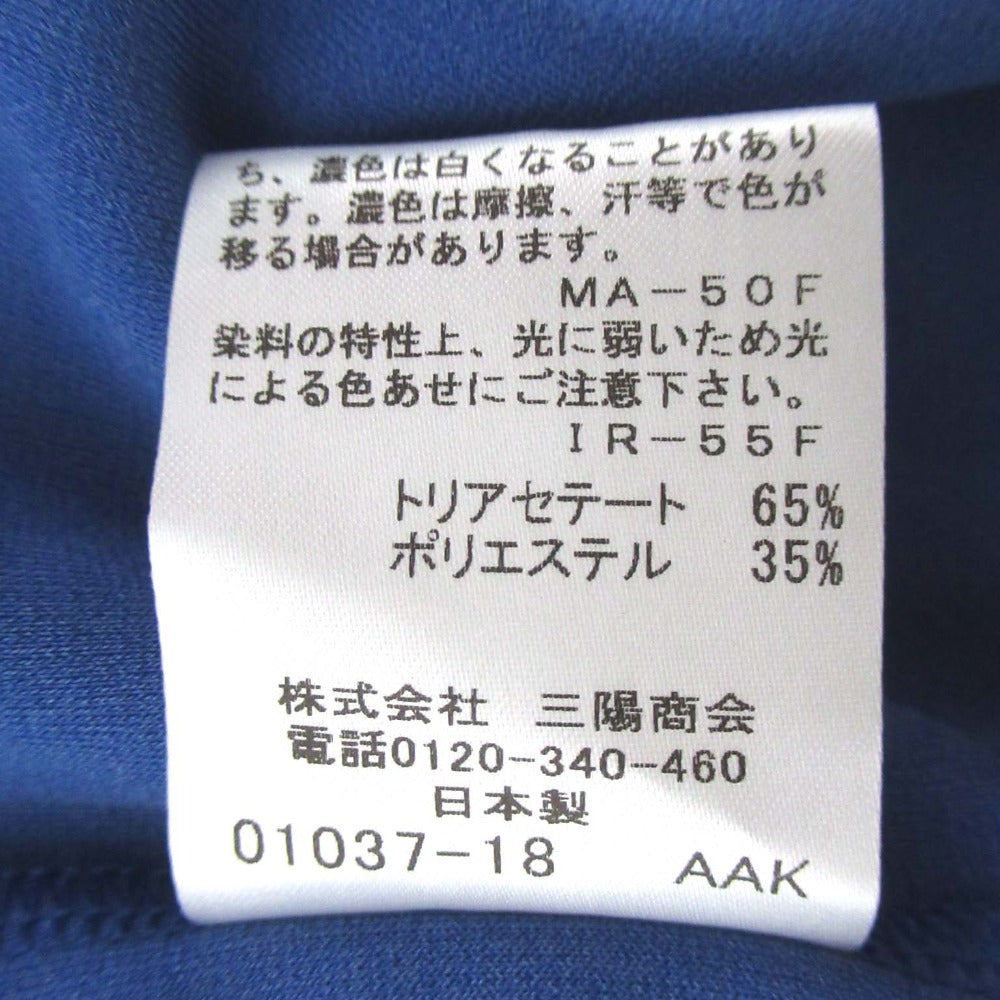 ち、濃色は白くなることがあり
ます。濃色は摩擦、汗等で色が
移る場合があります。
MA-50F
染料の特性上、光に弱いため光
による色あせにご注意下さい。
IR-55F
トリアセテート 65%
ポリエステル 35%
株式会社 三陽商会
電話0120-340-460
日本製
01037-18 AAK